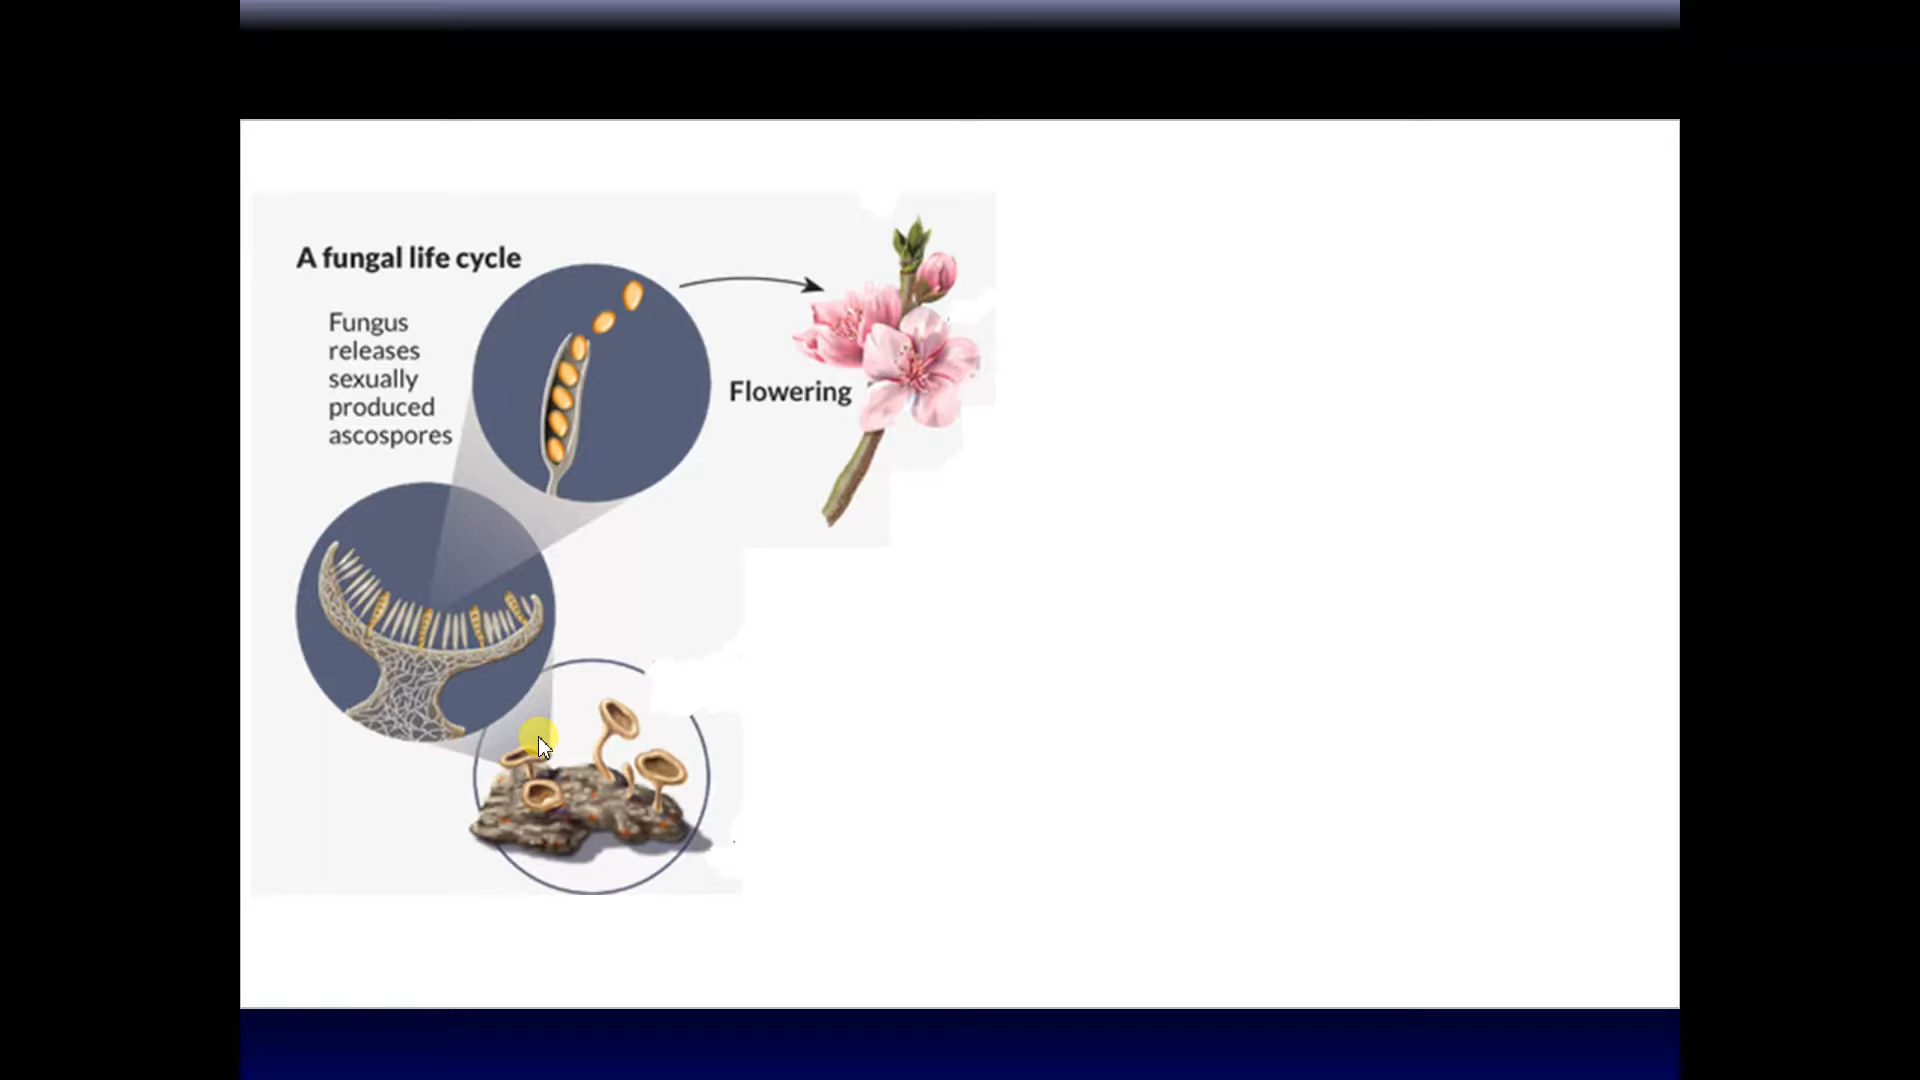 A fungal life cycle
Fungus
releases
sexually
produced
ascospores
Flowering